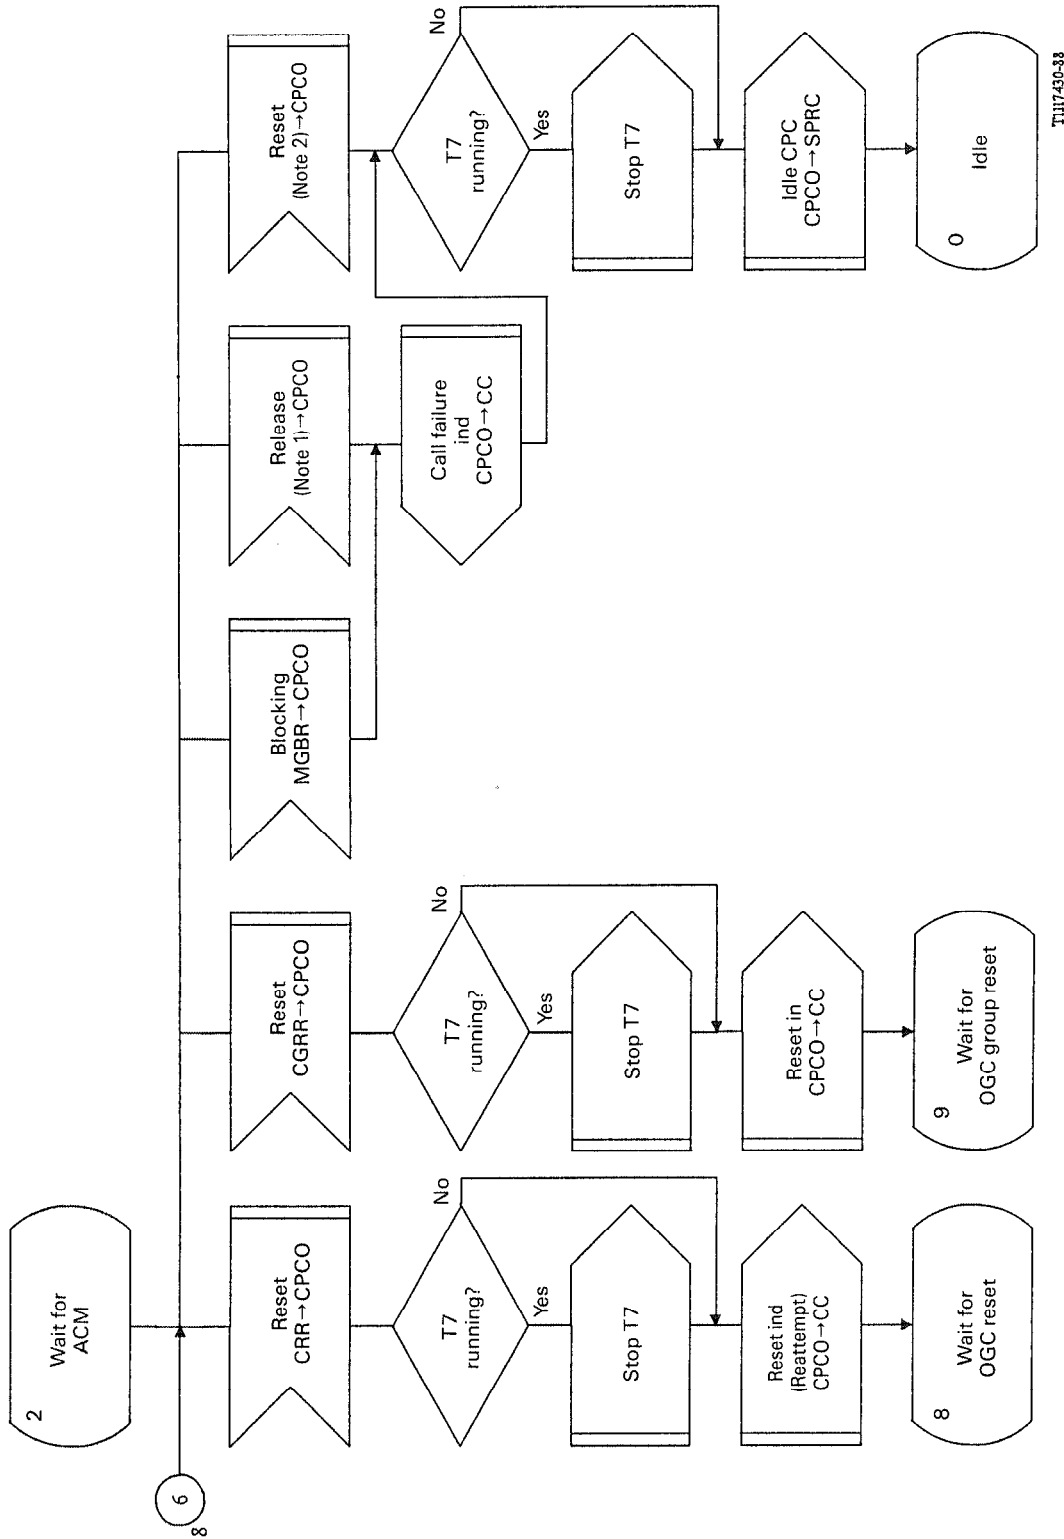 2
Wait for
ACM
6
8
Reset
CRR→CPCO
T7
running?
No
Yes
Stop T7
Reset ind
(Reattempt)
CPCO→CC
8
Wait for
OGC reset
Reset
CGRR→CPCO
T7
running?
No
Yes
Stop T7
Reset in
CPCO→CC
9
Wait for
OGC group reset
Blocking
MGBR→CPCO
Release
(Note 1)→CPCO
Call failure
ind
CPCO→CC
Reset
(Note 2)→CPCO
T7
running?
No
Yes
Stop T7
Idle CPC
CPCO→SPRC
0
Idle
T1117430-88